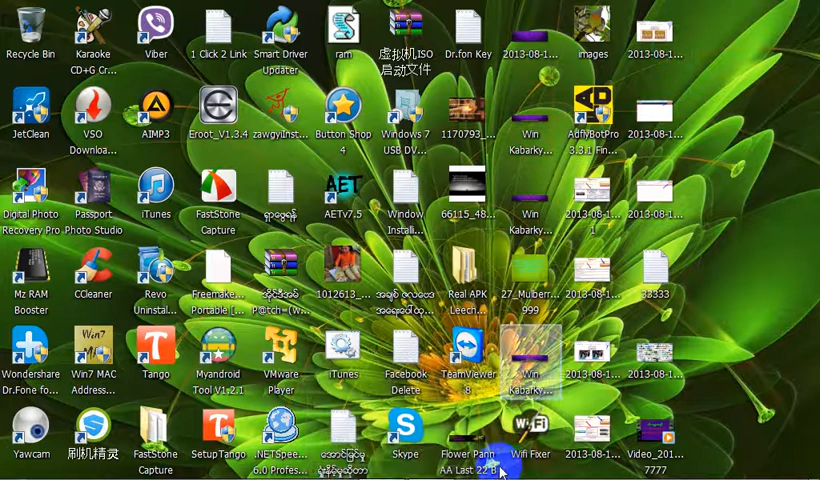 Recycle Bin
Karaoke
CD+G Cr...
Viber
1 Click 2 Link
Smart Driver
Updater
ram
虚拟机ISO
启动文件
Dr.fon Key
2013-08-1...
images
2013-08-1...
JetClean
VSO
Downloa...
AIMP3
Eroot_V1.3.4
zawgyiInst...
Button Shop
4
Windows 7
USB DV...
1170793_...
Win
Kabarky...
AdflyBotPro
3.3.1 Fin...
2013-08-1...
Digital Photo
Recovery Pro
Passport
Photo Studio
iTunes
FastStone
Capture
AET
AETv7.5
Window
Installi...
66115_48...
Win
Kabarky...
2013-08-1...
1
2013-08-1...
Mz RAM
Booster
CCleaner
Revo
Uninstal...
Freemake...
Portable [...
P@tch=(W...
1012613_...
Real APK
Leech...
27_Mulberr...
999
2013-08-1...
33333
Wondershare
Dr.Fone fo...
Win7
MAC
Win7 MAC
Address...
Tango
Myandroid
Tool V1.2.1
VMware
Player
iTunes
Facebook
Delete
TeamViewer
8
Win
Kabarky...
2013-08-1...
2013-08-1...
Yawcam
刷机精灵
FastStone
Capture
SetupTango
.NETSpee...
6.0 Profes...
Skype
Flower Pann
AA Last 22 B
WiFi
Wifi Fixer
2013-08-1...
Video_201...
7777